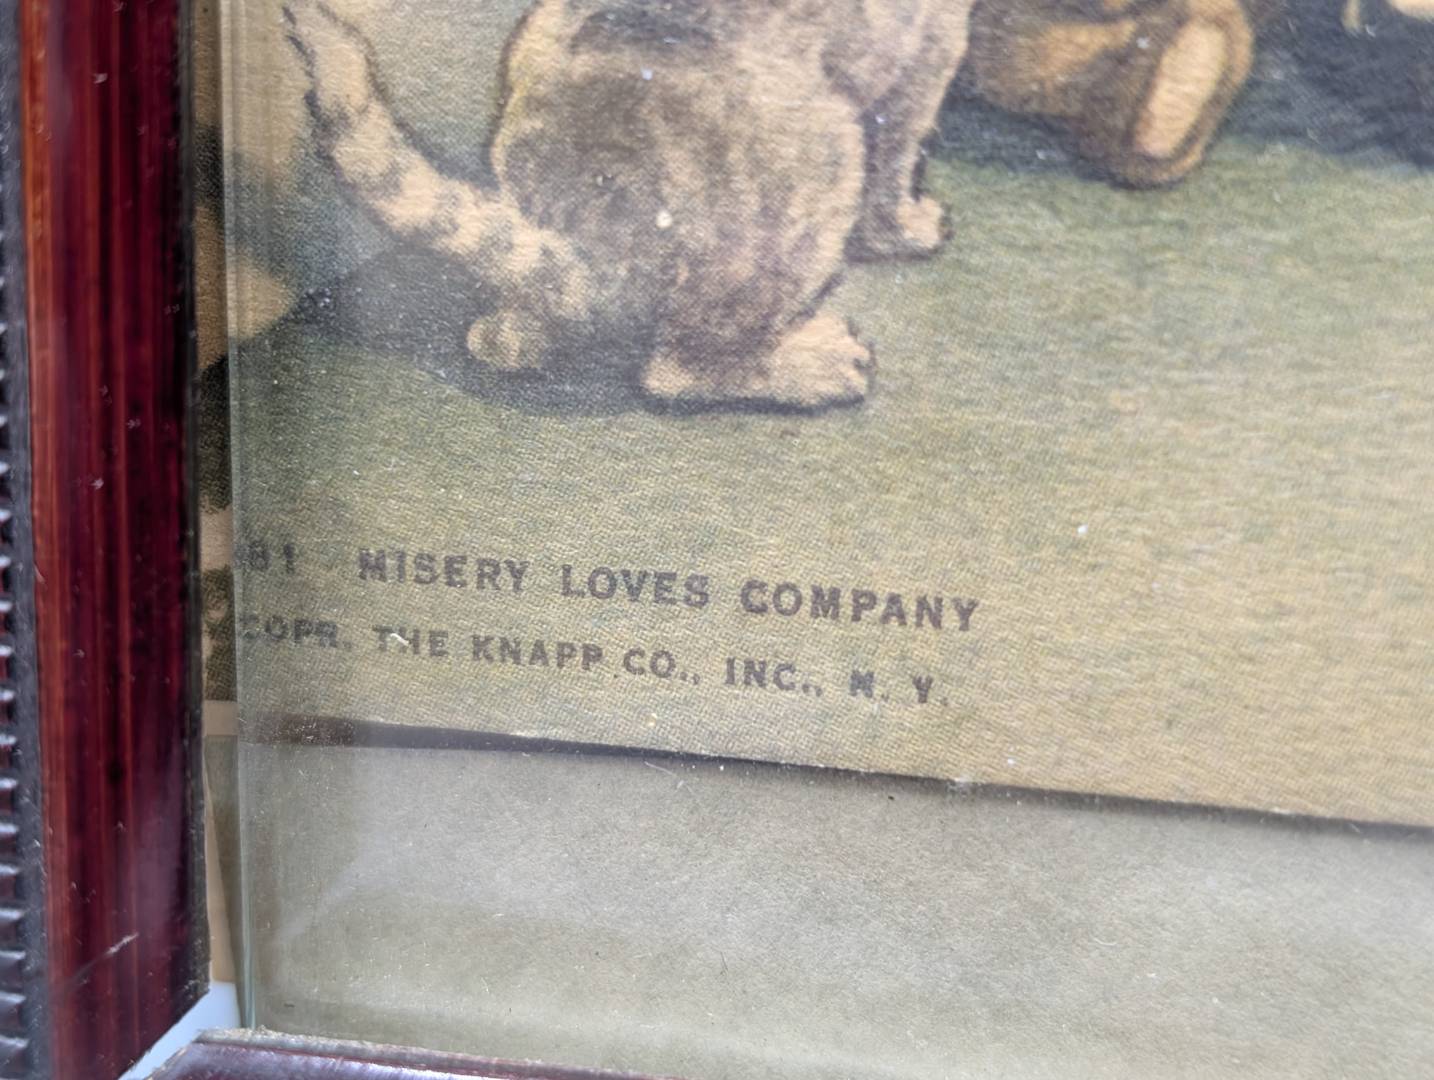 81 MISERY LOVES COMPANY
COPR. THE KNAPP CO., INC., N. Y.